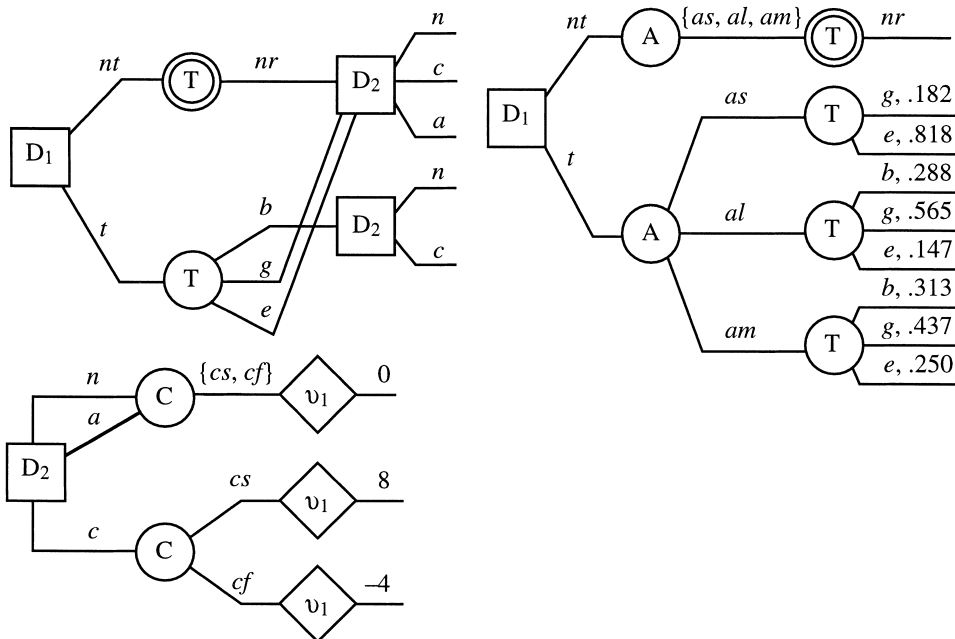 nt
T
nr
D₂
n
c
a
D₁
t
T
b
g
e
D₂
n
c
n
a
D₂
C
{cs, cf}
υ₁
0
c
C
cs
υ₁
8
cf
υ₁
–4
nt
A
{as, al, am}
T
nr
D₁
t
A
as
T
g, .182
e, .818
al
T
b, .288
g, .565
e, .147
am
T
b, .313
g, .437
e, .250